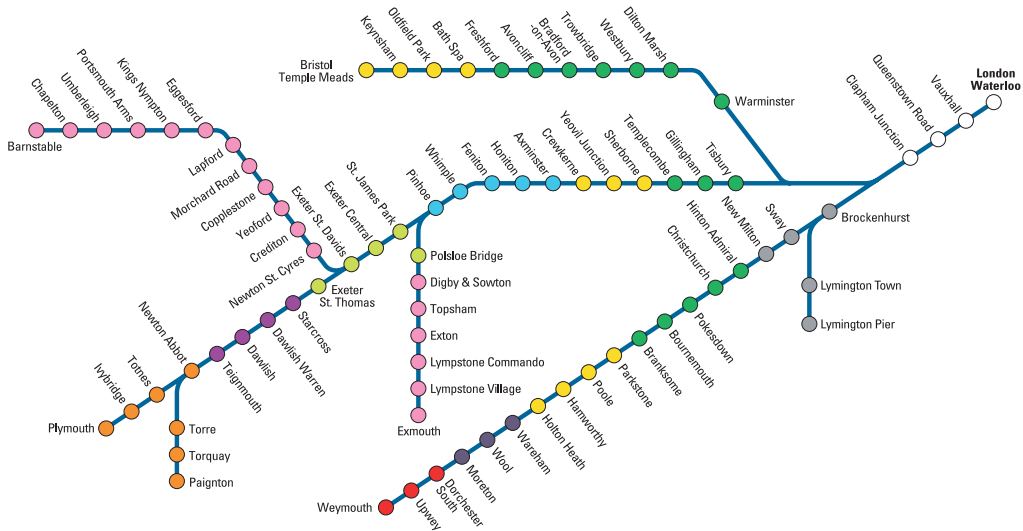 Bristol
Temple Meads
Keynsham
Oldfield Park
Bath Spa
Freshford
Avoncliff
Bradford
-on-Avon
Trowbridge
Westbury
Dilton Marsh
Warminster
London
Waterloo
Vauxhall
Queenstown Road
Clapham Junction
Barnstable
Chapelton
Umberleigh
Portsmouth Arms
Kings Nympton
Eggesford
Lapford
Morchard Road
Copplestone
Yeoford
Crediton
Newton St. Cyres
Exeter St. Davids
Exeter Central
St. James Park
Pinhoe
Whimple
Feniton
Honiton
Axminster
Crewkerne
Yeovil Junction
Sherborne
Templecombe
Gillingham
Tisbury
Polsloe Bridge
Digby & Sowton
Topsham
Exton
Lympstone Commando
Lympstone Village
Exmouth
Exeter
St. Thomas
Starcross
Dawlish Warren
Dawlish
Teignmouth
Newton Abbot
Totnes
Ivybridge
Plymouth
Torre
Torquay
Paignton
Brockenhurst
Lymington Town
Lymington Pier
Sway
New Milton
Hinton Admiral
Christchurch
Pokesdown
Bournemouth
Branksome
Parkstone
Poole
Hamworthy
Holton Heath
Wareham
Wool
Moreton
Dorchester
South
Upwey
Weymouth